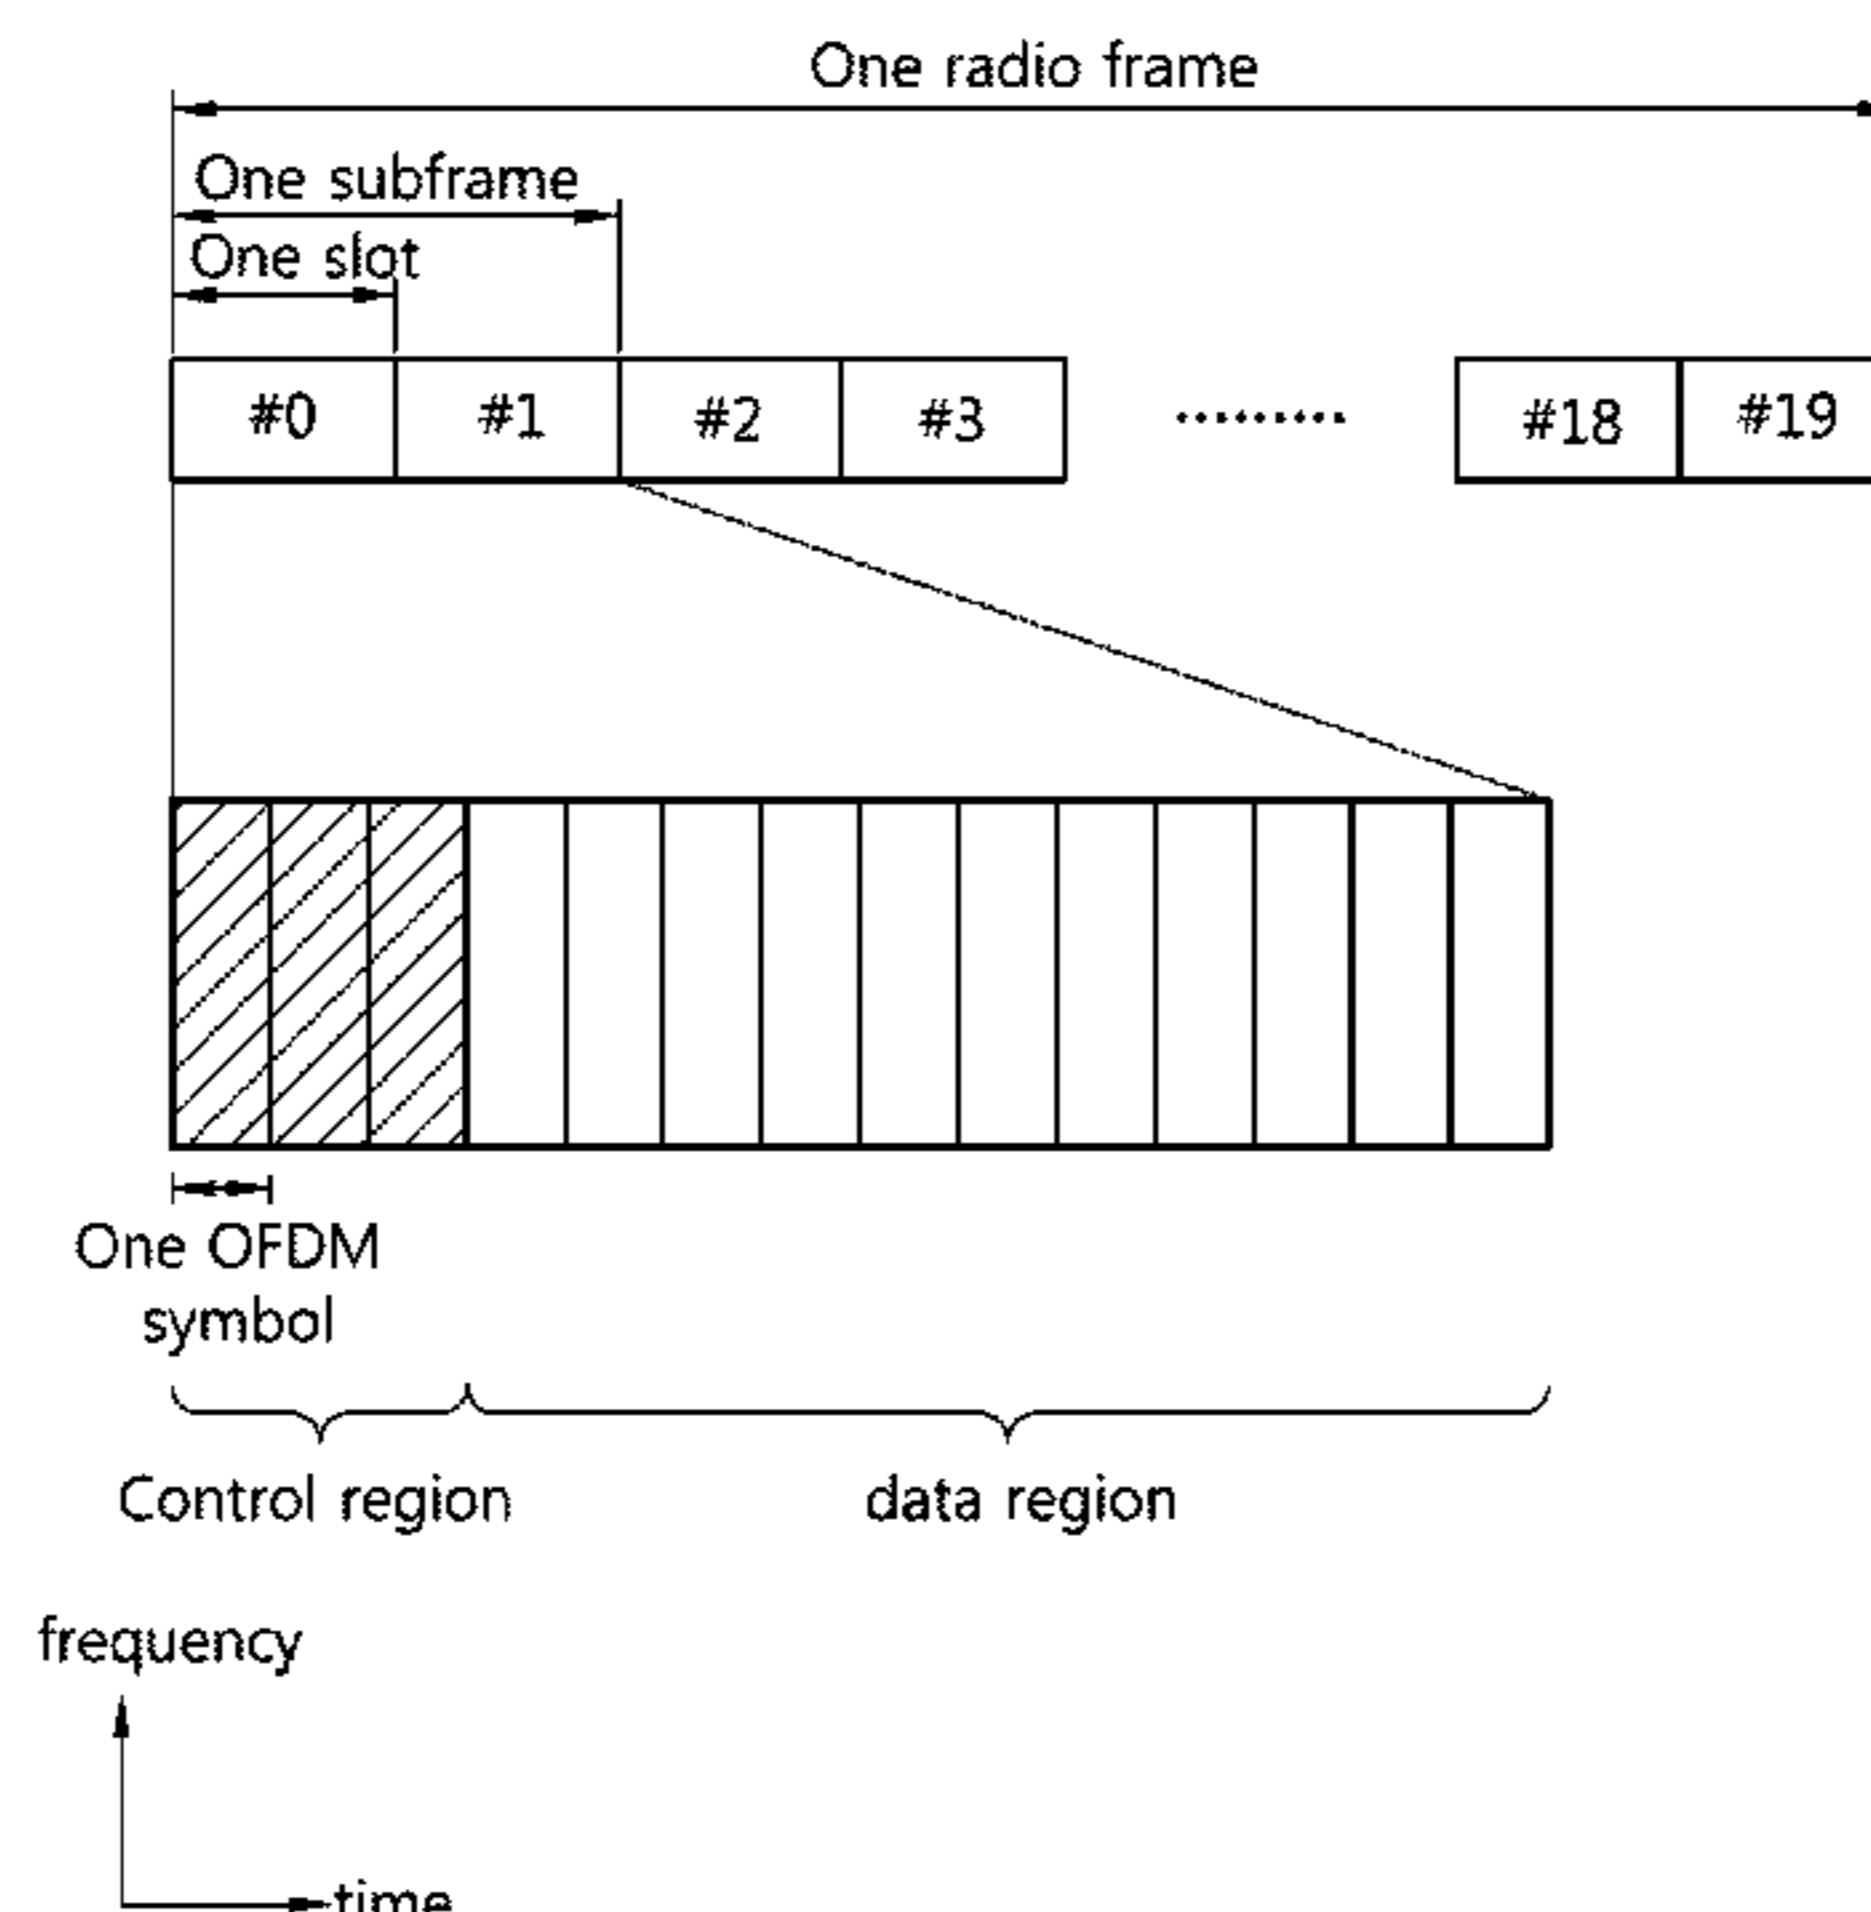 One radio frame
One subframe
One slot
#0 #1 #2 #3 ......... #18 #19
One OFDM
symbol
Control region data region
frequency
time